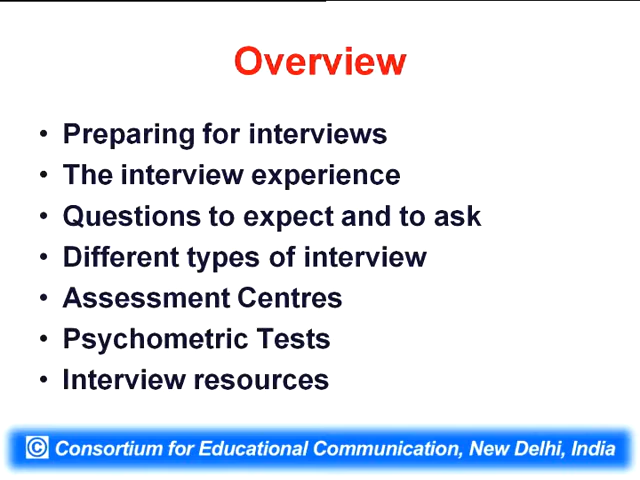 Overview
• Preparing for interviews
• The interview experience
• Questions to expect and to ask
• Different types of interview
• Assessment Centres
• Psychometric Tests
• Interview resources
© Consortium for Educational Communication, New Delhi, India